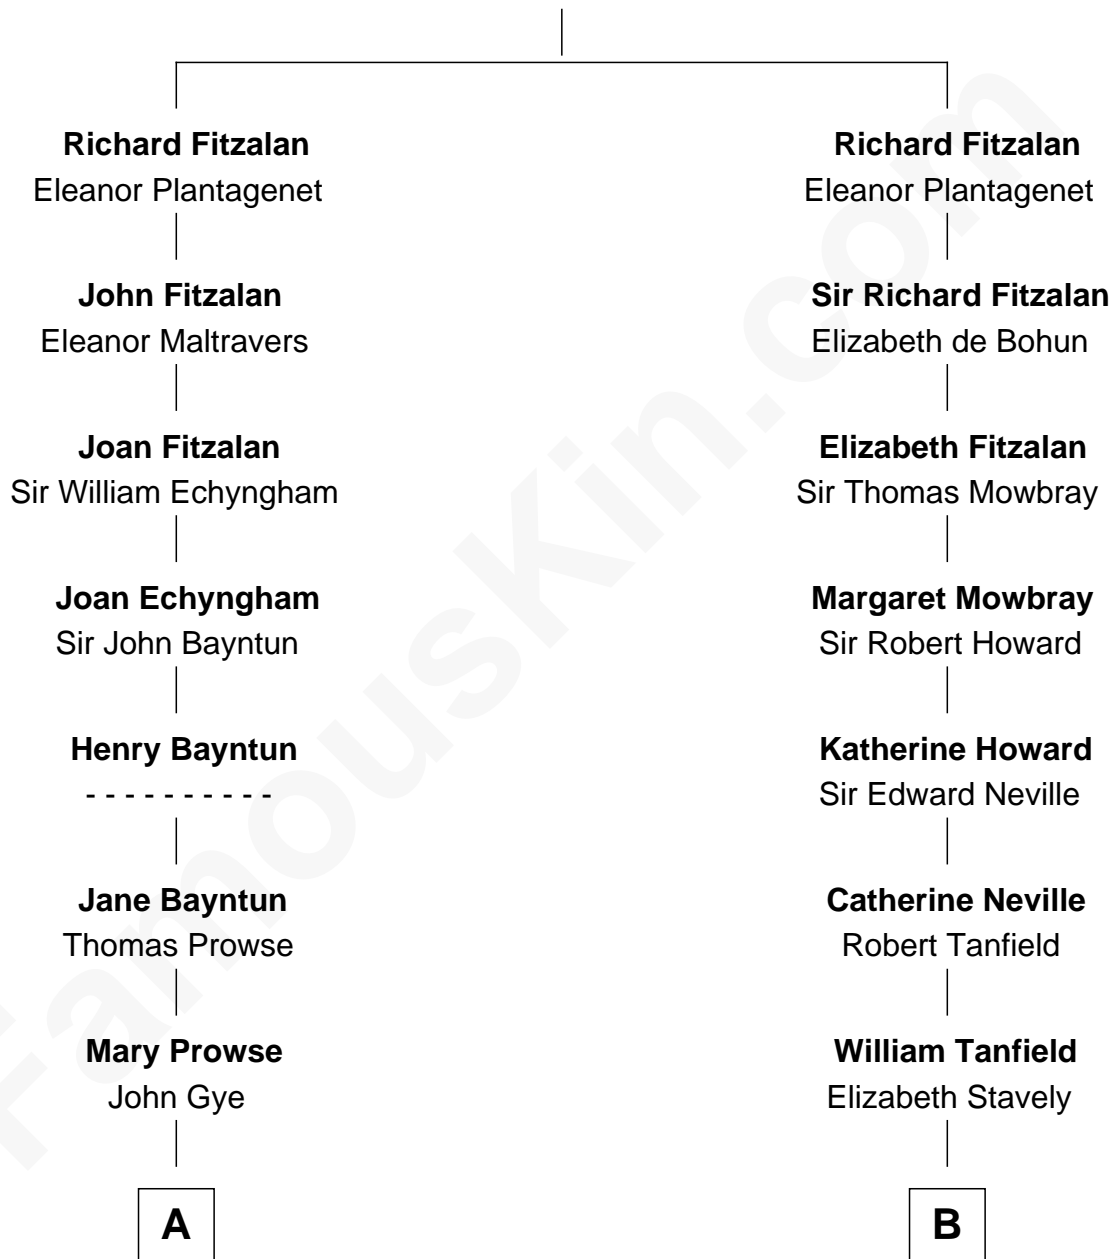 Richard Fitzalan
Eleanor Plantagenet
John Fitzalan
Eleanor Maltravers
Joan Fitzalan
Sir William Echyngham
Joan Echyngham
Sir John Bayntun
Henry Bayntun
- - - - - - - - - -
Jane Bayntun
Thomas Prowse
Mary Prowse
John Gye
A
Richard Fitzalan
Eleanor Plantagenet
Sir Richard Fitzalan
Elizabeth de Bohun
Elizabeth Fitzalan
Sir Thomas Mowbray
Margaret Mowbray
Sir Robert Howard
Katherine Howard
Sir Edward Neville
Catherine Neville
Robert Tanfield
William Tanfield
Elizabeth Stavely
B
FamousKin.com